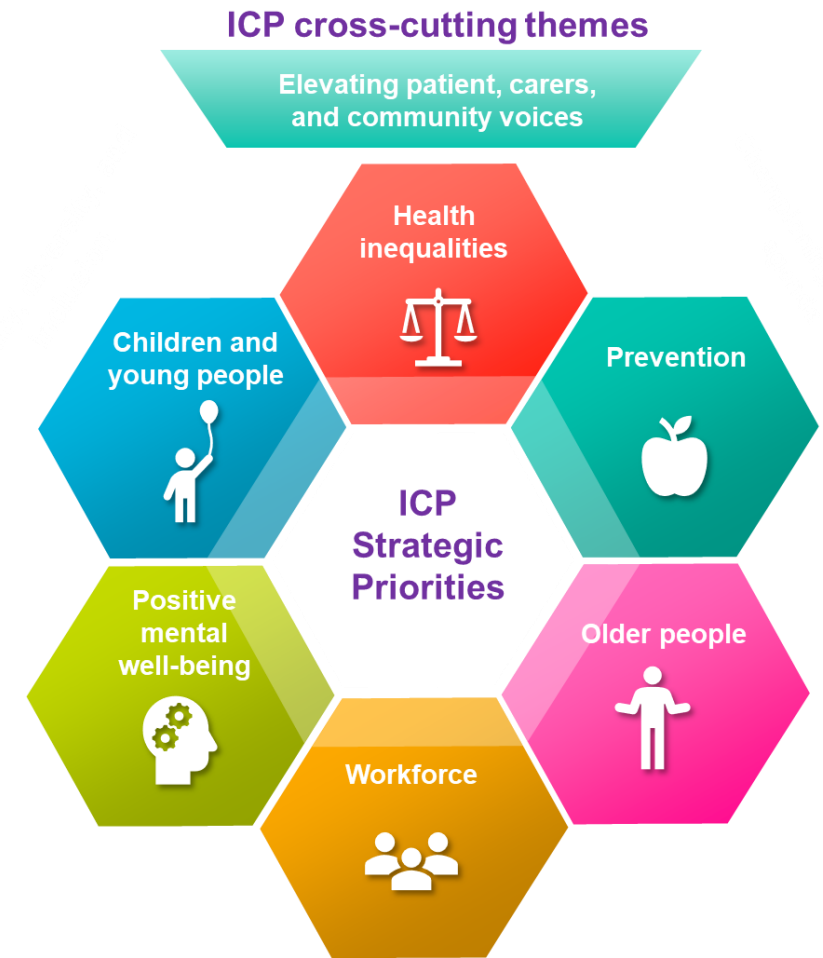 ICP cross-cutting themes
Elevating patient, carers,
and community voices
Health
inequalities
Children and
young people
Prevention
ICP
Strategic
Priorities
Positive
mental
well-being
Older people
Workforce